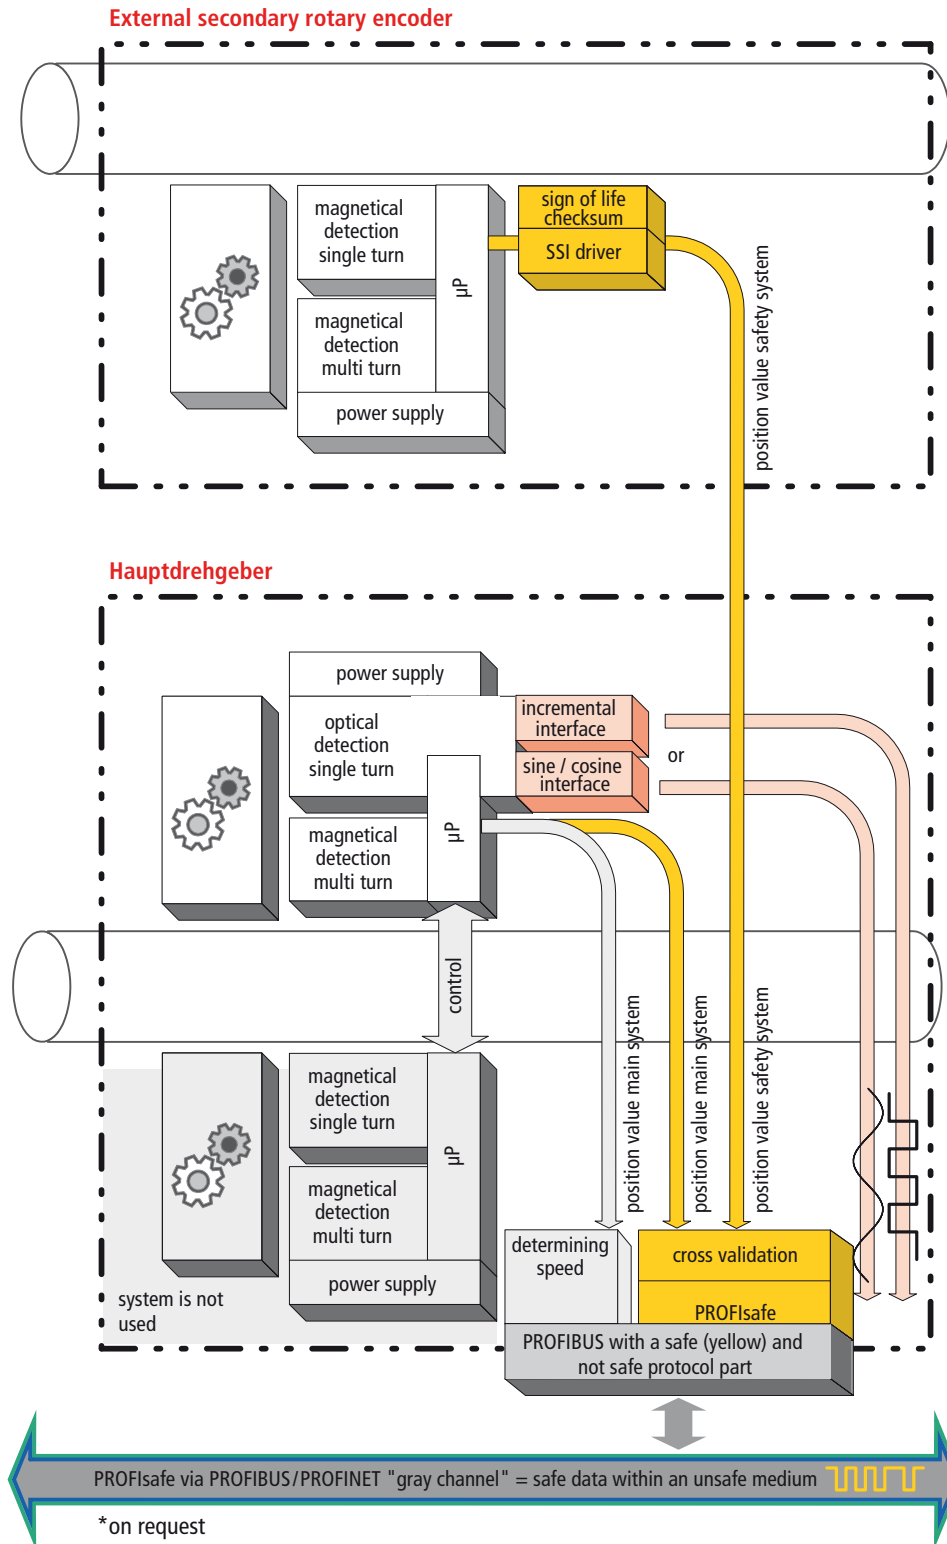 External secondary rotary encoder
magnetical
detection
single turn
µP
sign of life
checksum
SSI driver
magnetical
detection
multi turn
power supply
position value safety system
Hauptdrehgeber
power supply
optical
detection
single turn
incremental
interface
or
sine / cosine
interface
µP
magnetical
detection
multi turn
control
position value main system
position value main system
position value safety system
magnetical
detection
single turn
µP
magnetical
detection
multi turn
power supply
system is not
used
determining
speed
cross validation
PROFIsafe
PROFIBUS with a safe (yellow) and
not safe protocol part
PROFIsafe via PROFIBUS/PROFINET "gray channel" = safe data within an unsafe medium
*on request